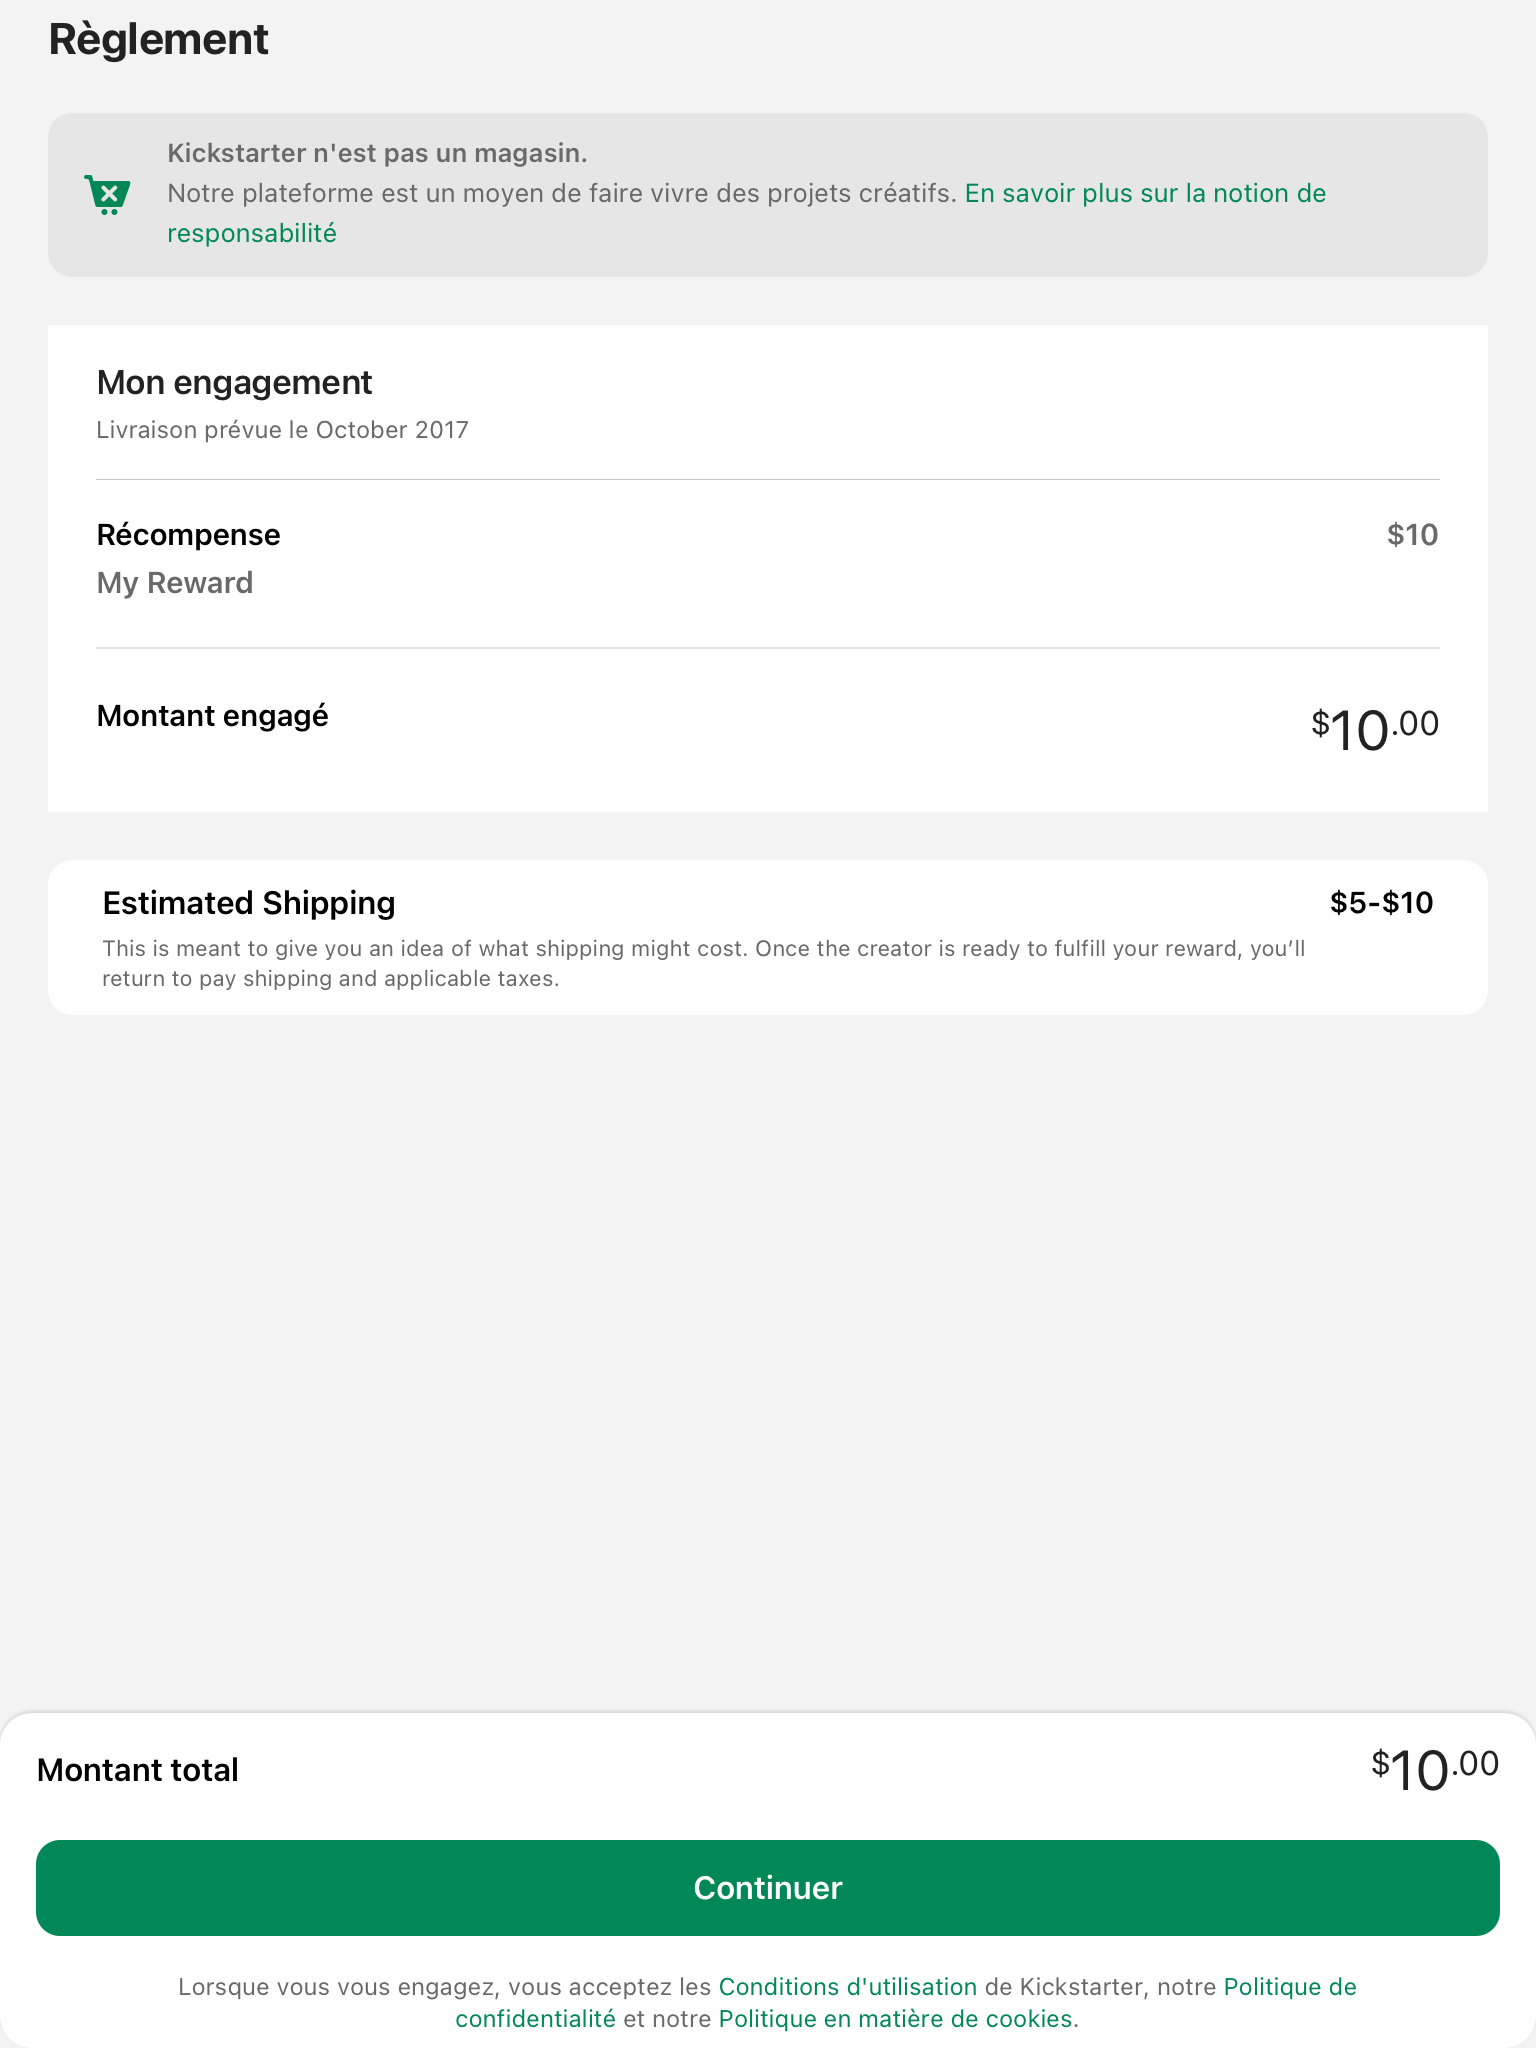 Règlement
Kickstarter n'est pas un magasin.
Notre plateforme est un moyen de faire vivre des projets créatifs. En savoir plus sur la notion de
responsabilité
Mon engagement
Livraison prévue le October 2017
Récompense $10
My Reward
Montant engagé $10.00
Estimated Shipping $5-$10
This is meant to give you an idea of what shipping might cost. Once the creator is ready to fulfill your reward, you’ll
return to pay shipping and applicable taxes.
Montant total $10.00
Continuer
Lorsque vous vous engagez, vous acceptez les Conditions d'utilisation de Kickstarter, notre Politique de
confidentialité et notre Politique en matière de cookies.